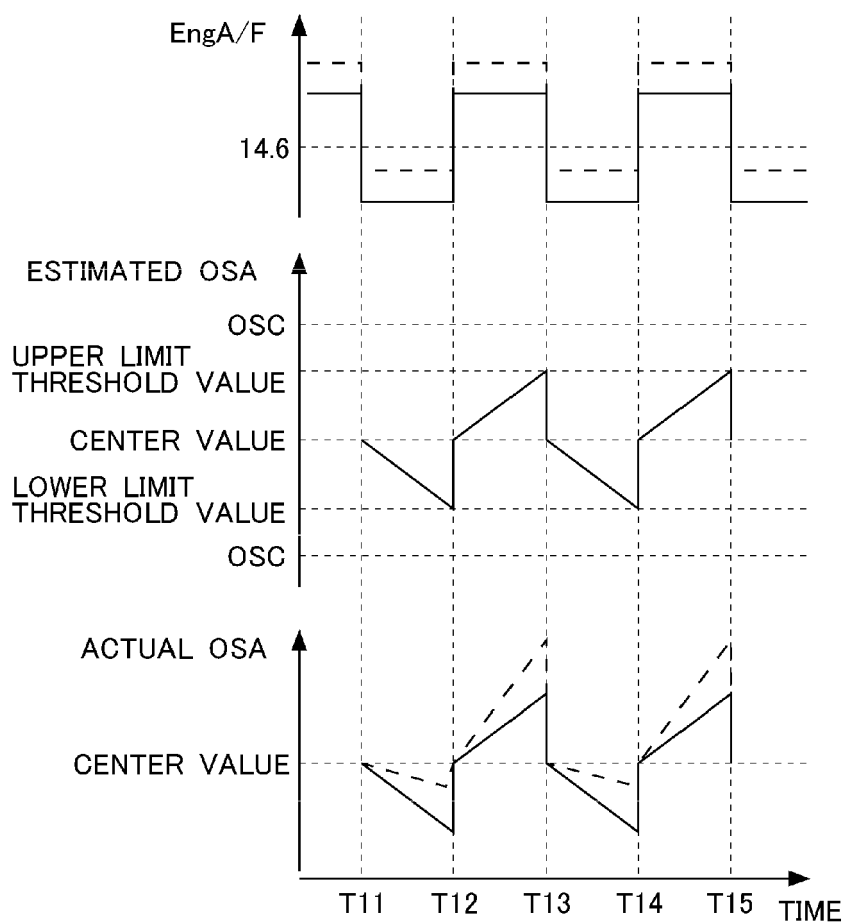 EngA/F
14.6
ESTIMATED OSA
OSC
UPPER LIMIT
THRESHOLD VALUE
CENTER VALUE
LOWER LIMIT
THRESHOLD VALUE
OSC
ACTUAL OSA
CENTER VALUE
T11 T12 T13 T14 T15 TIME